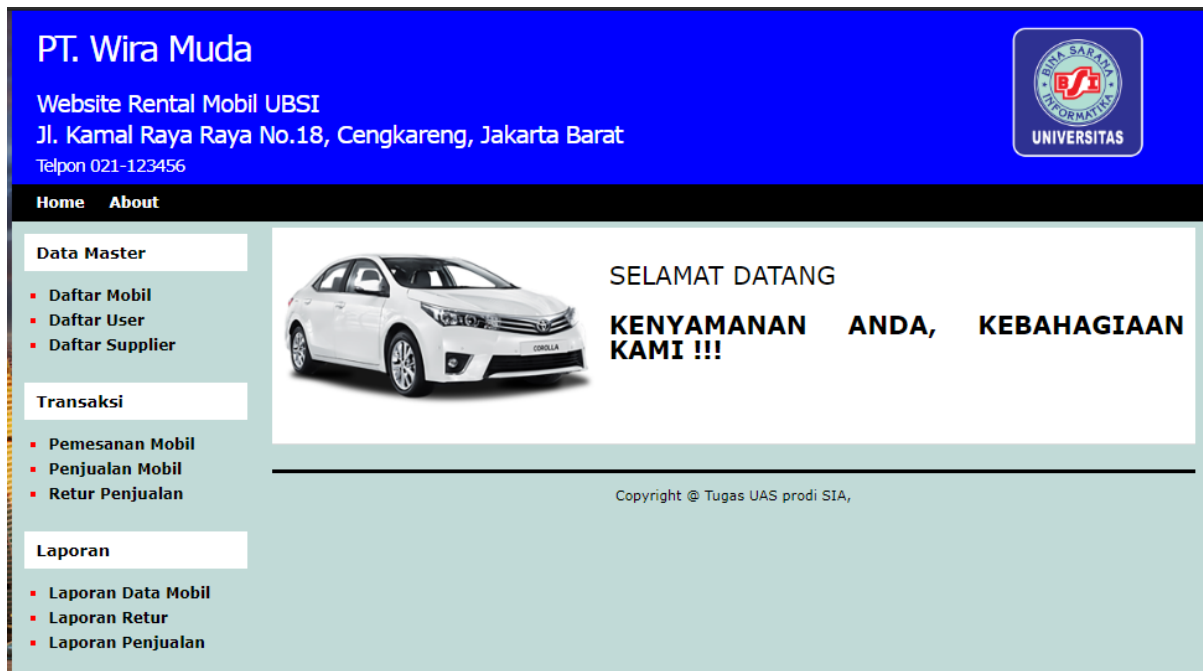 PT. Wira Muda
Website Rental Mobil UBSI
Jl. Kamal Raya Raya No.18, Cengkareng, Jakarta Barat
Telpon 021-123456
BINA SARANA
BSI
INFORMATIKA
UNIVERSITAS
Home About
Data Master
Daftar Mobil
Daftar User
Daftar Supplier
Transaksi
Pemesanan Mobil
Penjualan Mobil
Retur Penjualan
Laporan
Laporan Data Mobil
Laporan Retur
Laporan Penjualan
COROLLA
SELAMAT DATANG
KENYAMANAN ANDA, KEBAHAGIAAN
KAMI !!!
Copyright @ Tugas UAS prodi SIA,